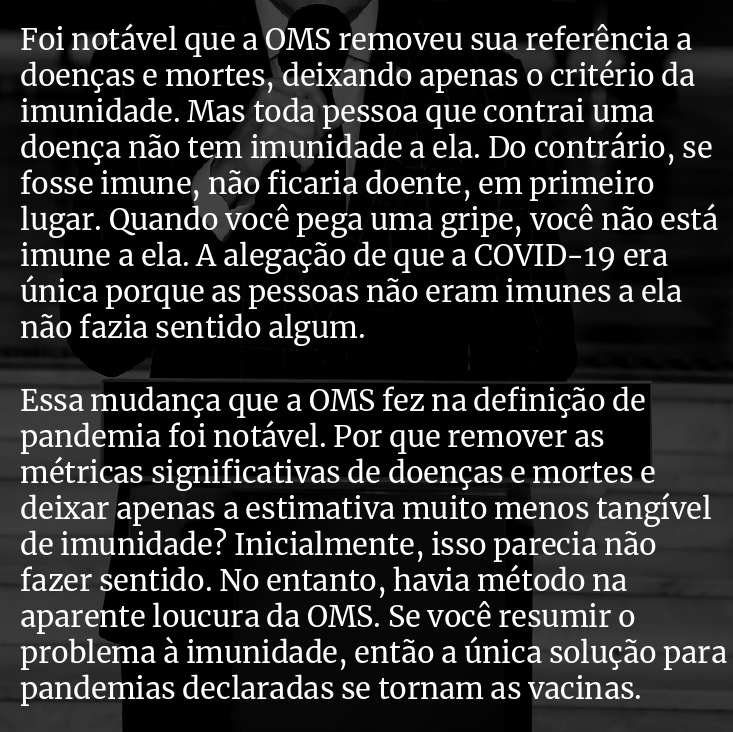 Foi notável que a OMS removeu sua referência a
doenças e mortes, deixando apenas o critério da
imunidade. Mas toda pessoa que contrai uma
doença não tem imunidade a ela. Do contrário, se
fosse imune, não ficaria doente, em primeiro
lugar. Quando você pega uma gripe, você não está
imune a ela. A alegação de que a COVID-19 era
única porque as pessoas não eram imunes a ela
não fazia sentido algum.
Essa mudança que a OMS fez na definição de
pandemia foi notável. Por que remover as
métricas significativas de doenças e mortes e
deixar apenas a estimativa muito menos tangível
de imunidade? Inicialmente, isso parecia não
fazer sentido. No entanto, havia método na
aparente loucura da OMS. Se você resumir o
problema à imunidade, então a única solução para
pandemias declaradas se tornam as vacinas.